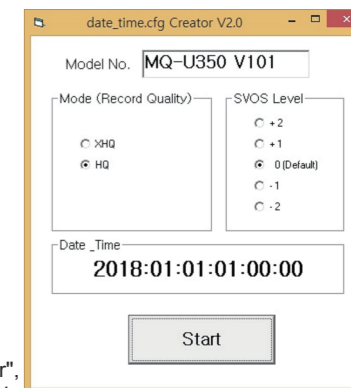 date_time.cfg Creator V2.0
Model No. MQ-U350 V101
Mode (Record Quality)
XHQ
HQ
SVOS Level
+2
+1
0 (Default)
-1
-2
Date _Time
2018:01:01:01:00:00
Start
r",